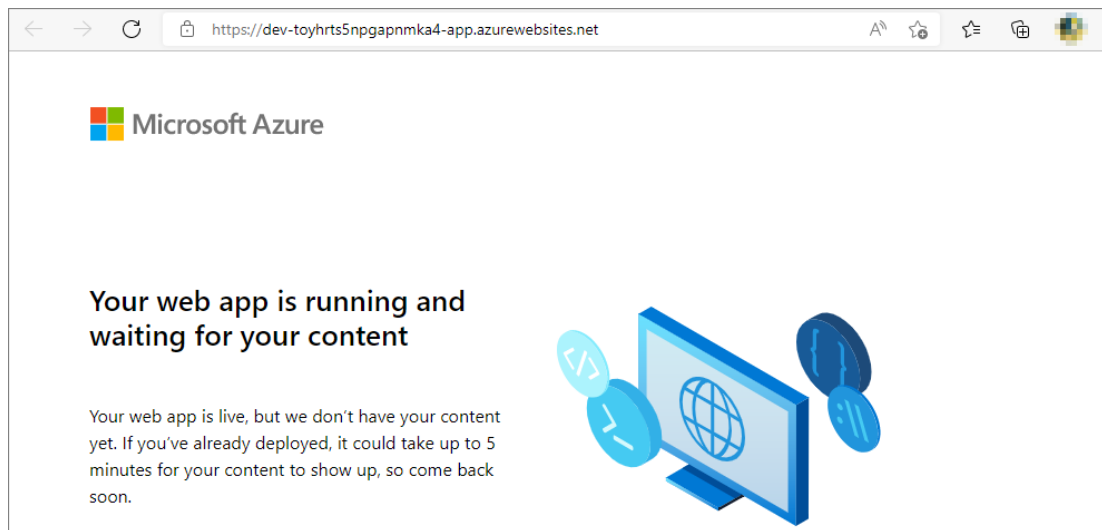 https://dev-toyhrts5npgapnmka4-app.azurewebsites.net
Microsoft Azure
Your web app is running and
waiting for your content
Your web app is live, but we don’t have your content
yet. If you’ve already deployed, it could take up to 5
minutes for your content to show up, so come back
soon.